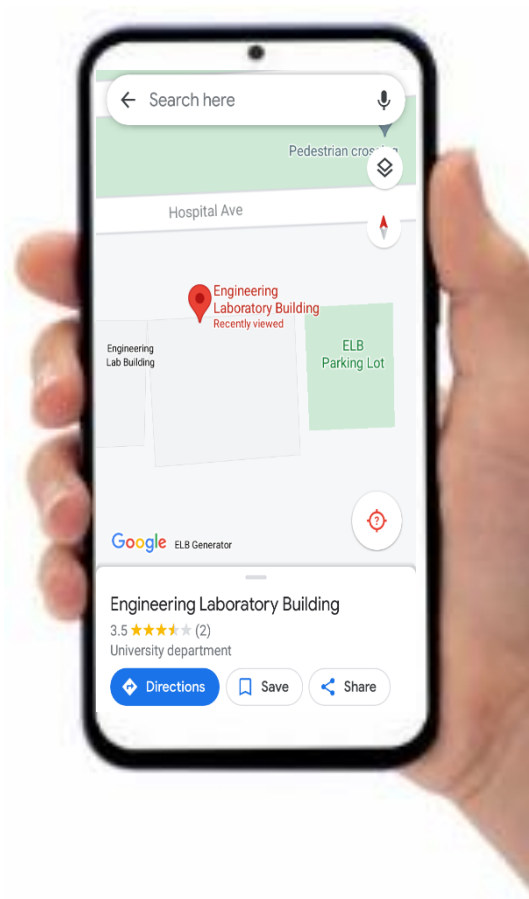 Search here
Pedestrian cros
Hospital Ave
Engineering
Laboratory Building
Recently viewed
Engineering
Lab Building
ELB
Parking Lot
?
Google
ELB Generator
Engineering Laboratory Building
3.5 (2)
University department
Directions
Save
Share